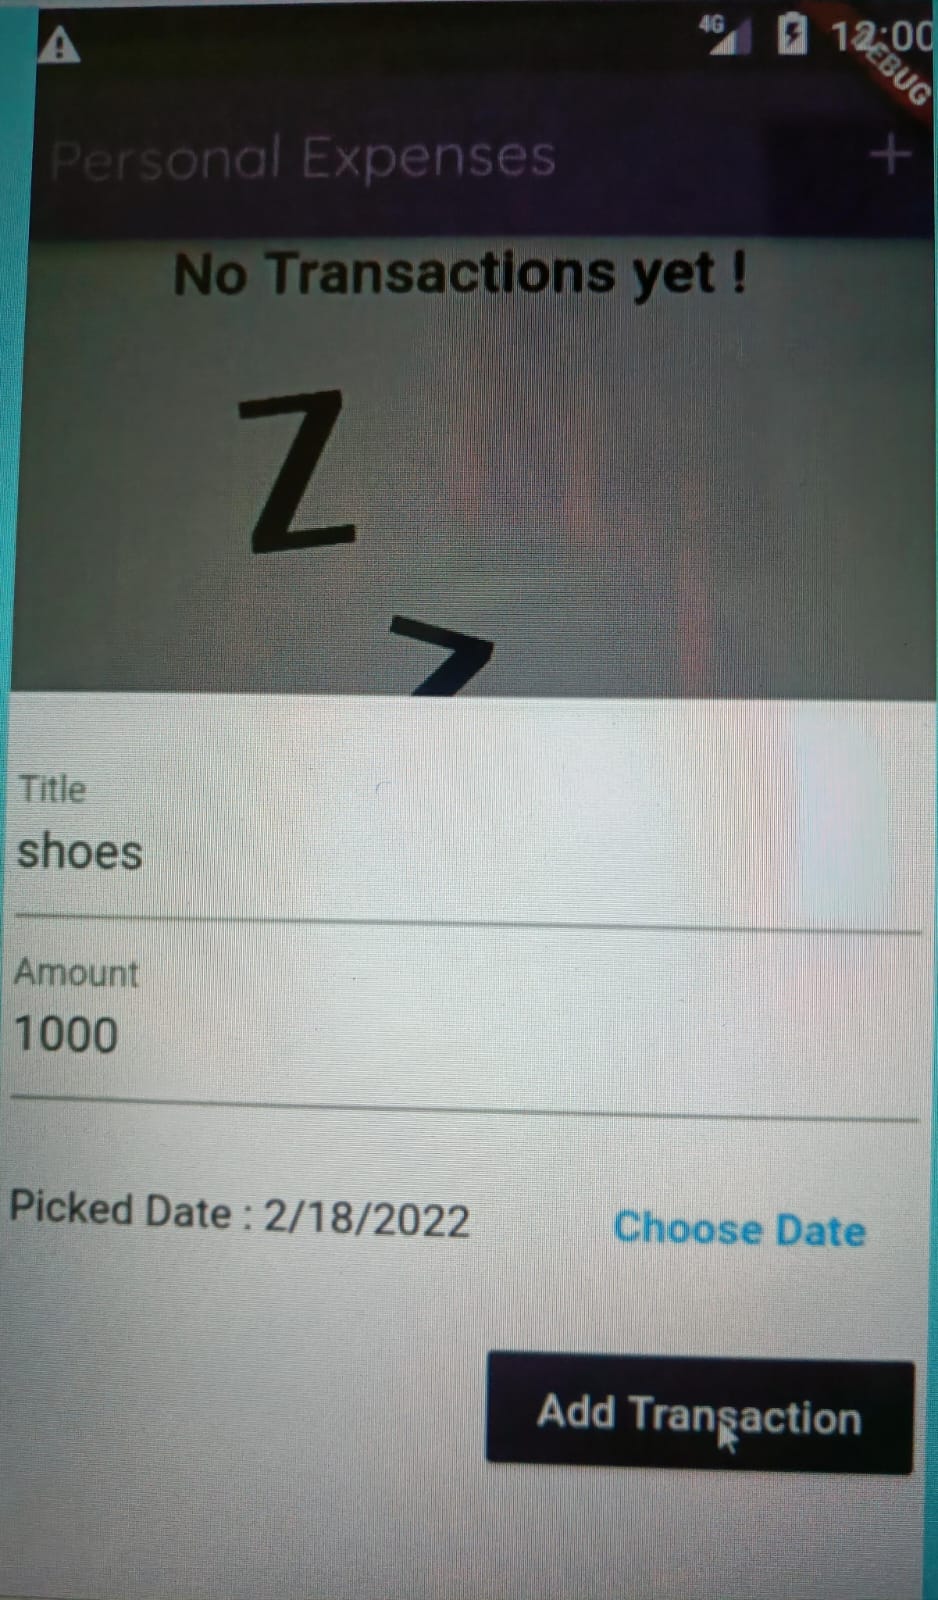 4G 12:00
DEBUG
Personal Expenses +
No Transactions yet !
Z
Title
shoes
Amount
1000
Picked Date : 2/18/2022 Choose Date
Add Transaction